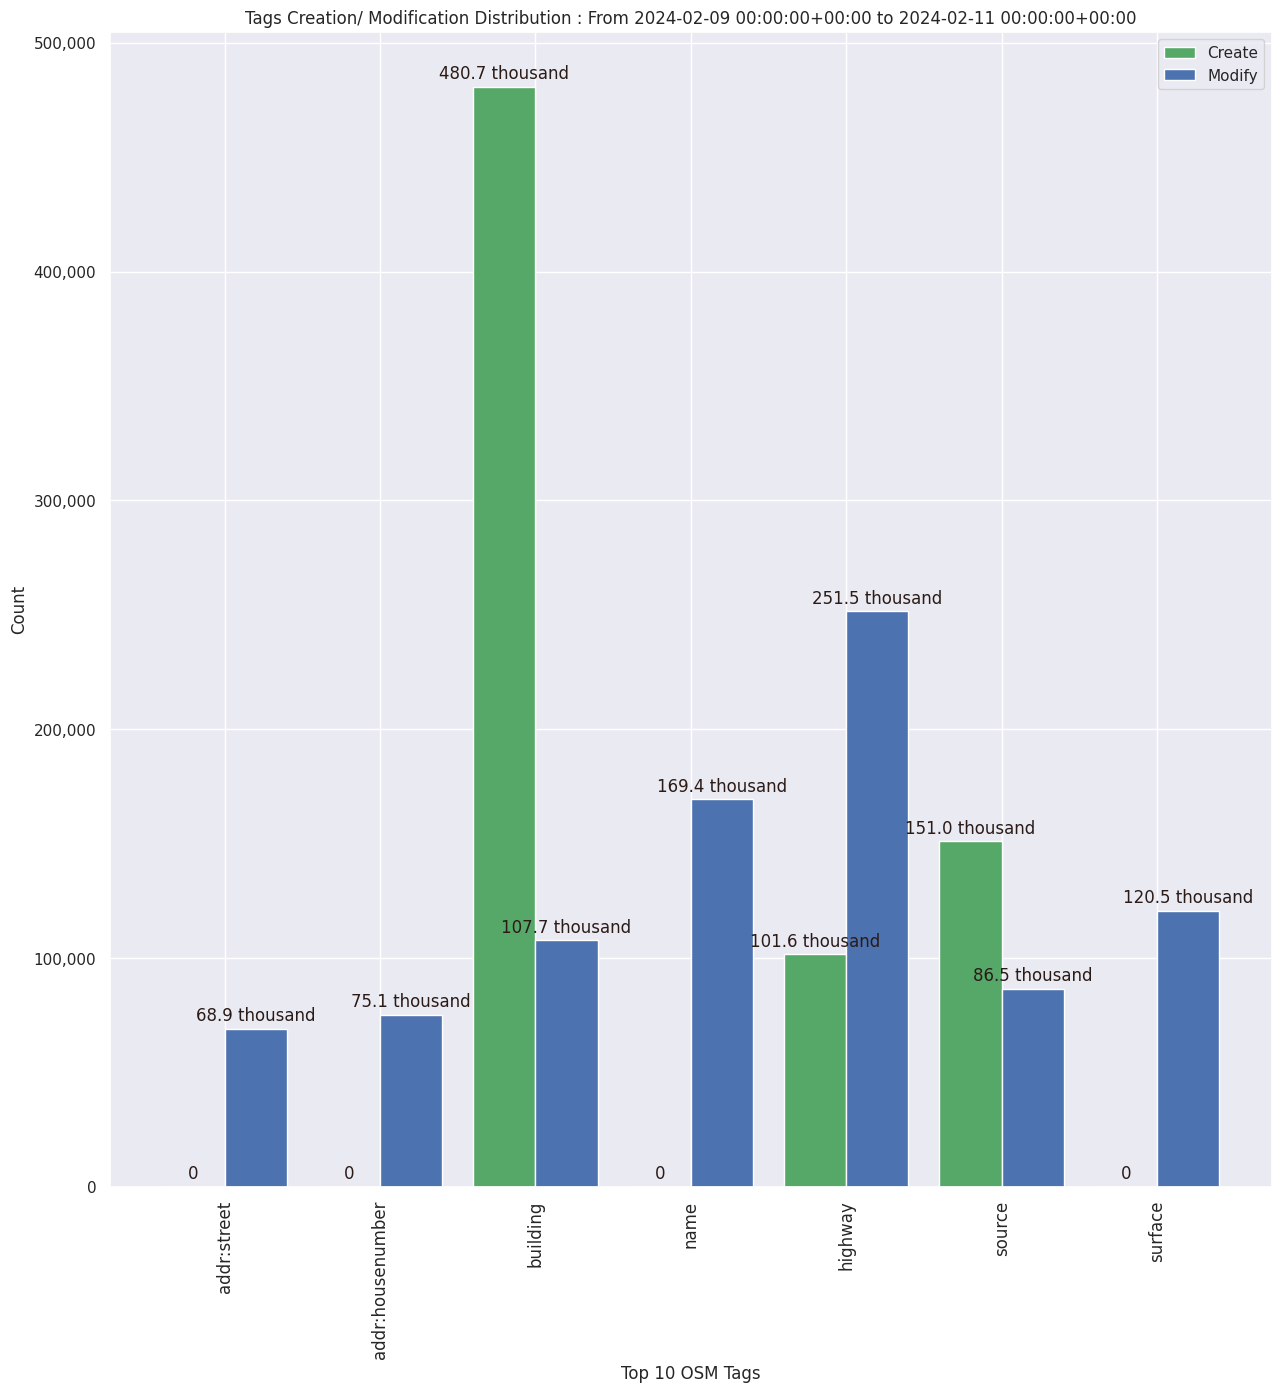 Tags Creation/ Modification Distribution : From 2024-02-09 00:00:00+00:00 to 2024-02-11 00:00:00+00:00
Create
Modify
500,000
400,000
300,000
200,000
100,000
0
Count
480.7 thousand
251.5 thousand
169.4 thousand
151.0 thousand
120.5 thousand
107.7 thousand
101.6 thousand
86.5 thousand
75.1 thousand
68.9 thousand
0
0
0
0
addr:street
addr:housenumber
building
name
highway
source
surface
Top 10 OSM Tags